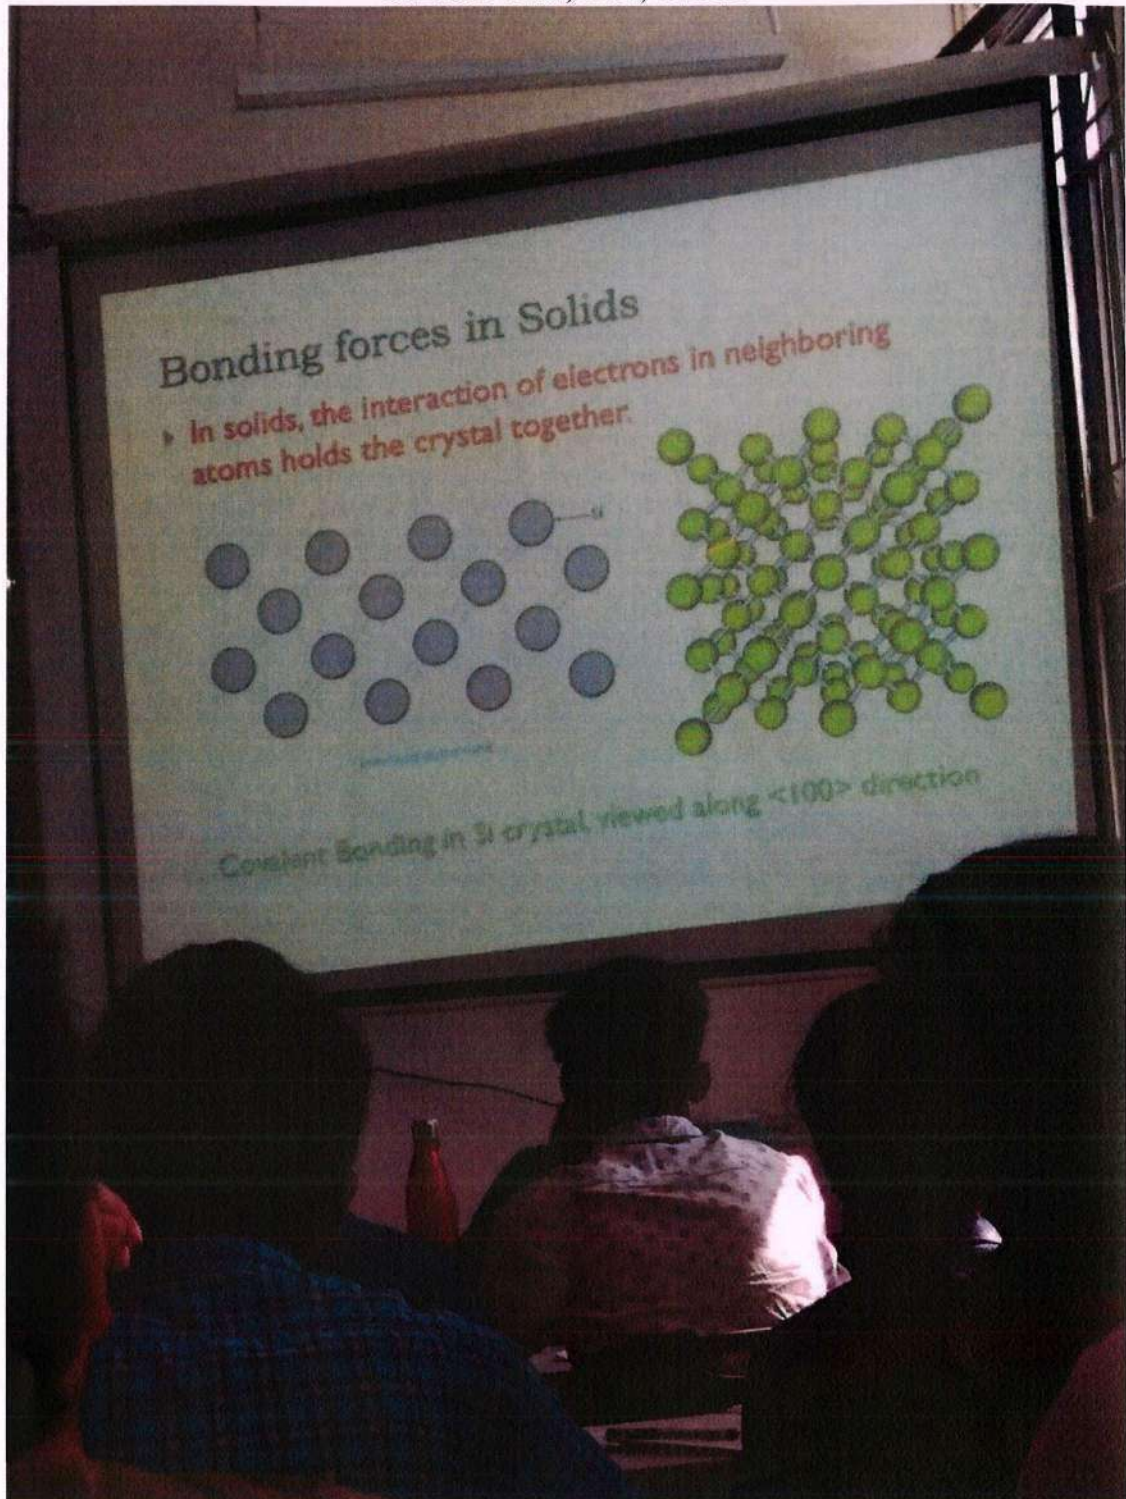 Bonding forces in Solids
In solids, the interaction of electrons in neighboring
atoms holds the crystal together.
Si
Covalent Bonding in Si crystal, viewed along <100> direction